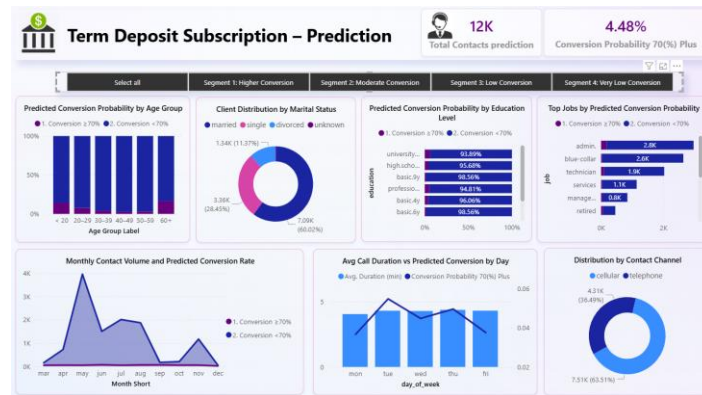 Term Deposit Subscription – Prediction
12K
Total Contacts prediction
4.48%
Conversion Probability 70(%) Plus
Select all
Segment 1: Higher Conversion
Segment 2: Moderate Conversion
Segment 3: Low Conversion
Segment 4: Very Low Conversion
Predicted Conversion Probability by Age Group
1. Conversion ≥70% 2. Conversion <70%
100%
50%
0%
< 20 20–29 30–39 40–49 50–59 60+
Age Group Label
Client Distribution by Marital Status
married single divorced unknown
1.34K (11.37%)
3.36K
(28.45%)
7.09K
(60.02%)
Predicted Conversion Probability by Education
Level
1. Conversion ≥70% 2. Conversion <70%
education
university... 93.89%
high.scho... 95.68%
basic.9y 98.56%
professio... 94.81%
basic.4y 96.06%
basic.6y 98.56%
0% 50% 100%
Top Jobs by Predicted Conversion Probability
1. Conversion ≥70% 2. Conversion <70%
job
admin. 2.8K
blue-collar 2.6K
technician 1.9K
services 1.1K
manage... 0.8K
retired
0K 2K
Monthly Contact Volume and Predicted Conversion Rate
4K
3K
2K
1K
0K
1. Conversion ≥70%
2. Conversion <70%
mar apr may jun jul aug sep oct nov dec
Month Short
Avg Call Duration vs Predicted Conversion by Day
Avg. Duration (min) Conversion Probability 70(%) Plus
5
0
0.06
0.04
0.02
mon tue wed thu fri
day_of_week
Distribution by Contact Channel
cellular telephone
4.31K
(36.49%)
7.51K (63.51%)